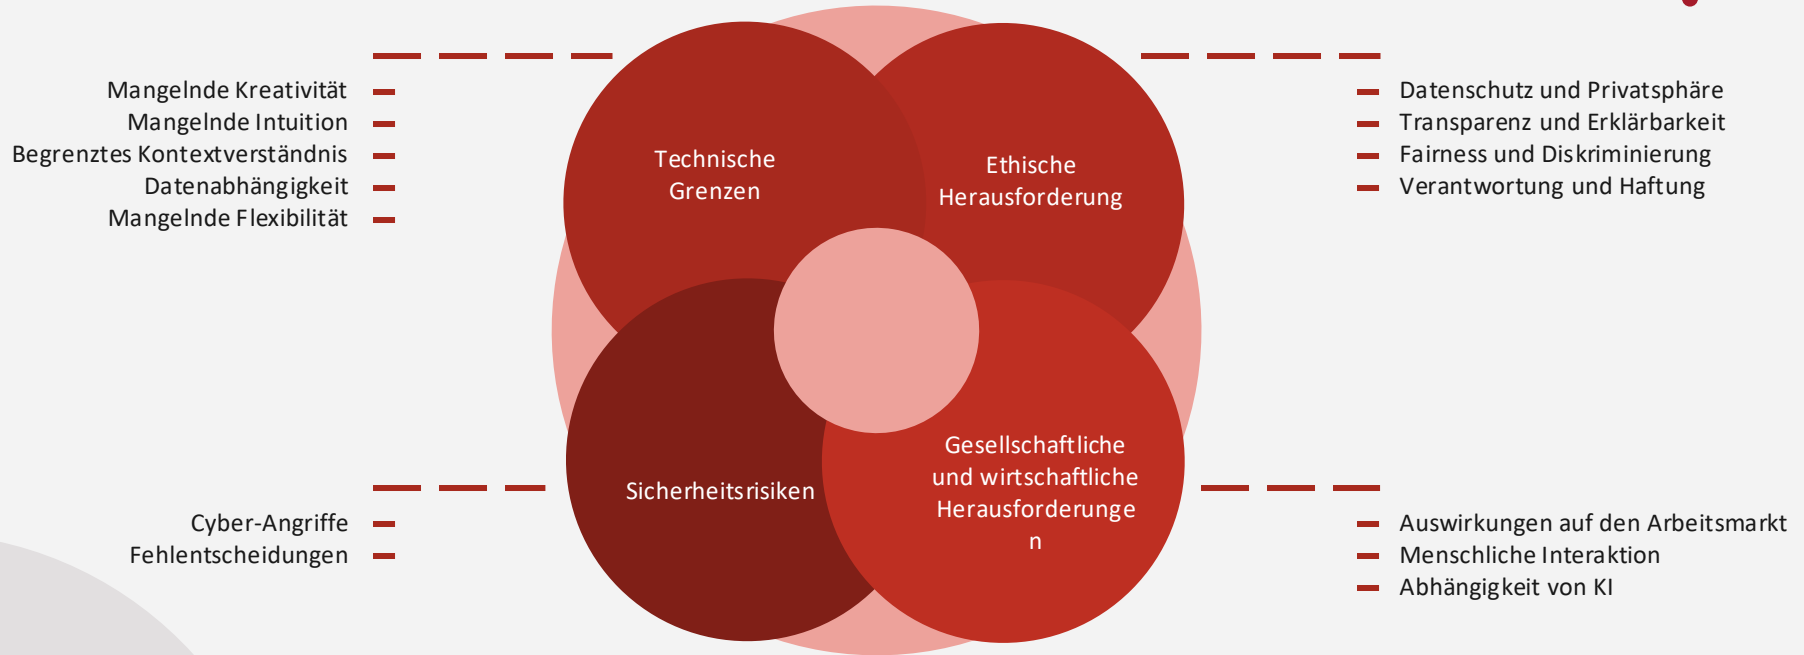 Mangelnde Kreativität
Mangelnde Intuition
Begrenztes Kontextverständnis
Datenabhängigkeit
Mangelnde Flexibilität
Technische
Grenzen
Ethische
Herausforderung
Datenschutz und Privatsphäre
Transparenz und Erklärbarkeit
Fairness und Diskriminierung
Verantwortung und Haftung
Cyber-Angriffe
Fehlentscheidungen
Sicherheitsrisiken
Gesellschaftliche
und wirtschaftliche
Herausforderunge
n
Auswirkungen auf den Arbeitsmarkt
Menschliche Interaktion
Abhängigkeit von KI